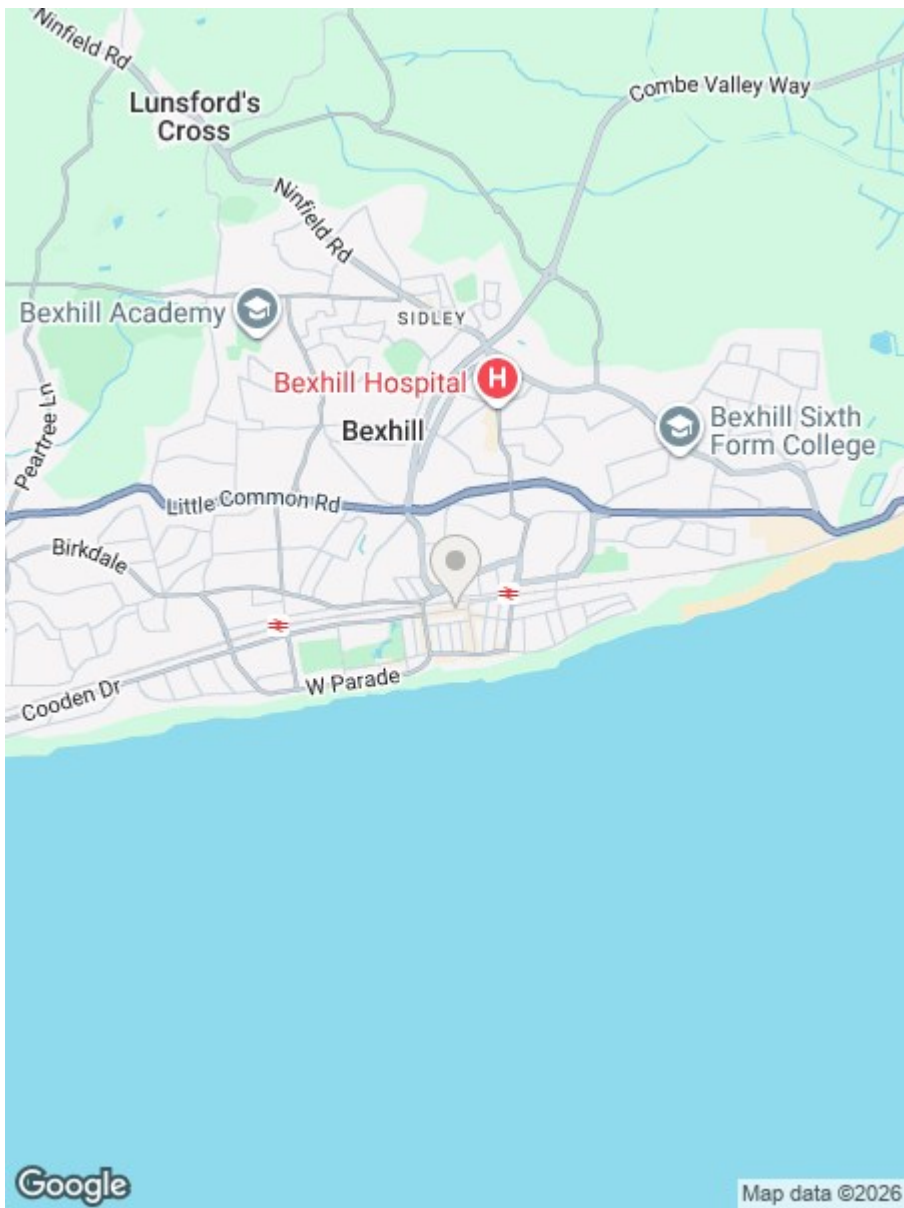 Ninfield Rd
Lunsford's
Cross
Combe Valley Way
Ninfield Rd
Bexhill Academy
SIDLEY
Bexhill Hospital
H
Bexhill
Bexhill Sixth
Form College
Peartree Ln
Little Common Rd
Birkdale
Cooden Dr
W Parade
Google
Map data ©2026